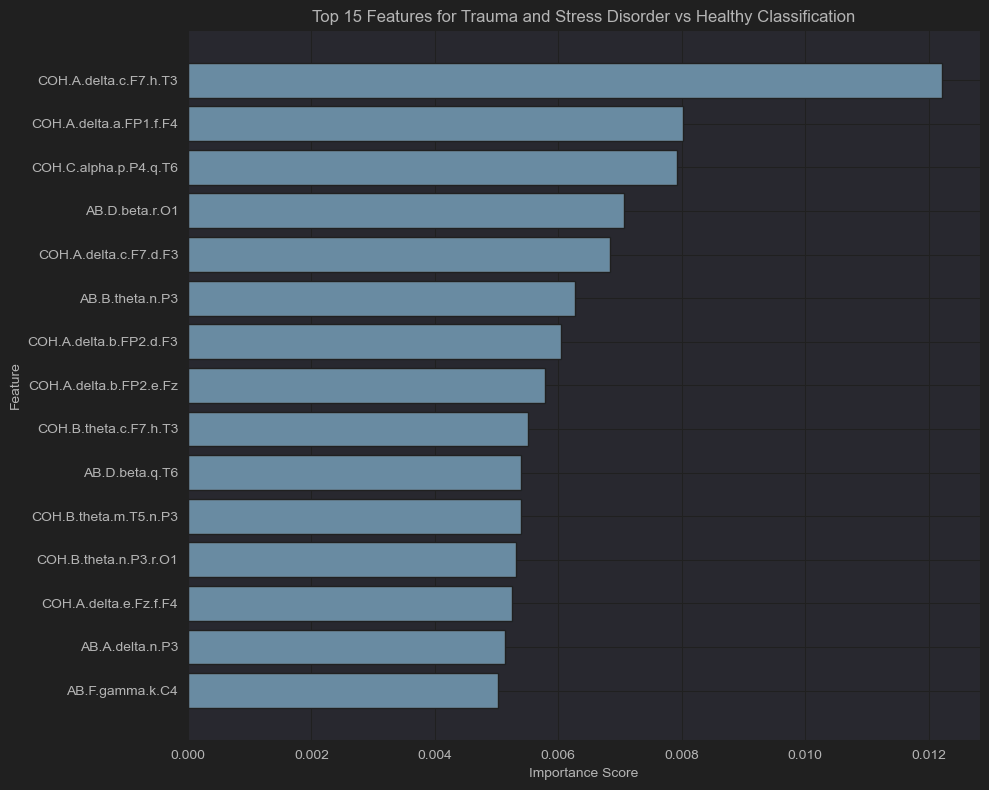 Top 15 Features for Trauma and Stress Disorder vs Healthy Classification
Feature
COH.A.delta.c.F7.h.T3
COH.A.delta.a.FP1.f.F4
COH.C.alpha.p.P4.q.T6
AB.D.beta.r.O1
COH.A.delta.c.F7.d.F3
AB.B.theta.n.P3
COH.A.delta.b.FP2.d.F3
COH.A.delta.b.FP2.e.Fz
COH.B.theta.c.F7.h.T3
AB.D.beta.q.T6
COH.B.theta.m.T5.n.P3
COH.B.theta.n.P3.r.O1
COH.A.delta.e.Fz.f.F4
AB.A.delta.n.P3
AB.F.gamma.k.C4
0.000 0.002 0.004 0.006 0.008 0.010 0.012
Importance Score